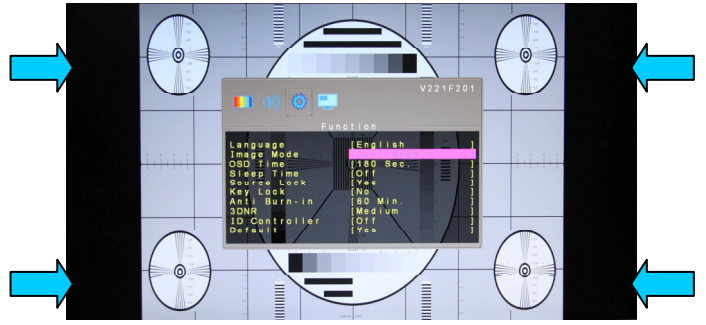 V221F201
Function
Language [English ]
Image Mode
OSD Time [180 Sec. ]
Sleep Time [Off ]
Source Lock [Yes ]
Key Lock [No ]
Anti Burn-in [60 Min. ]
3DNR [Medium ]
ID Controller [Off ]
Default [Yes ]